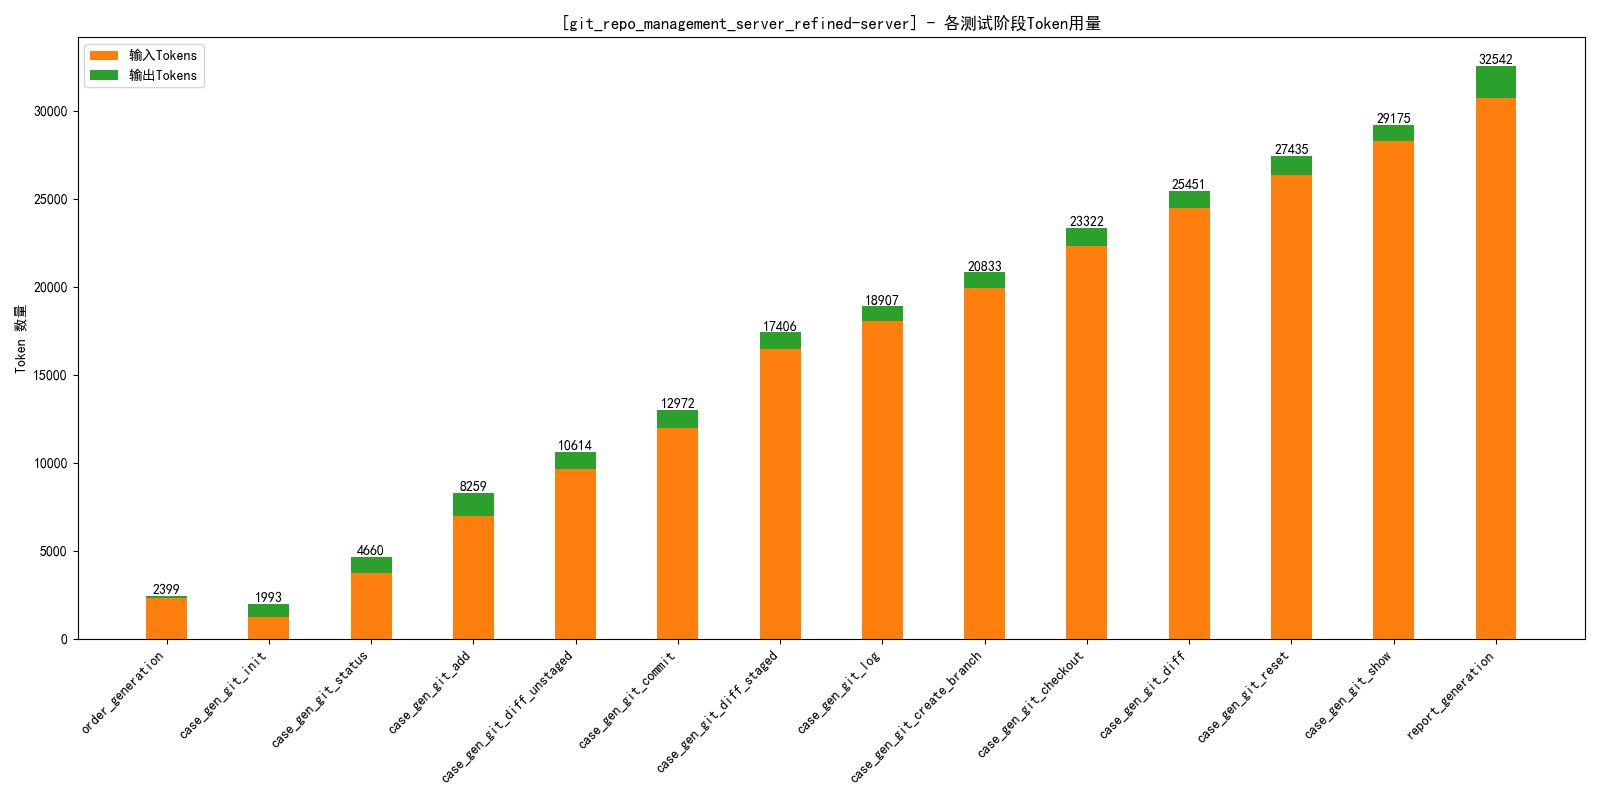 [git_repo_management_server_refined-server] - 各测试阶段Token用量
输入Tokens
输出Tokens
Token 数量
30000
25000
20000
15000
10000
5000
0
2399
1993
4660
8259
10614
12972
17406
18907
20833
23322
25451
27435
29175
32542
order_generation
case_gen_git_init
case_gen_git_status
case_gen_git_add
case_gen_git_diff_unstaged
case_gen_git_commit
case_gen_git_diff_staged
case_gen_git_log
case_gen_git_create_branch
case_gen_git_checkout
case_gen_git_diff
case_gen_git_reset
case_gen_git_show
report_generation